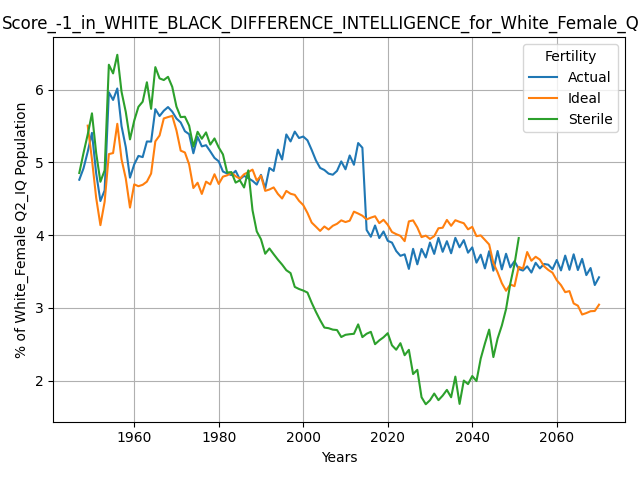 Score_-1_in_WHITE_BLACK_DIFFERENCE_INTELLIGENCE_for_White_Female_Q
Fertility
Actual
Ideal
Sterile
% of White_Female Q2_IQ Population
6
5
4
3
2
1960
1980
2000
2020
2040
2060
Years